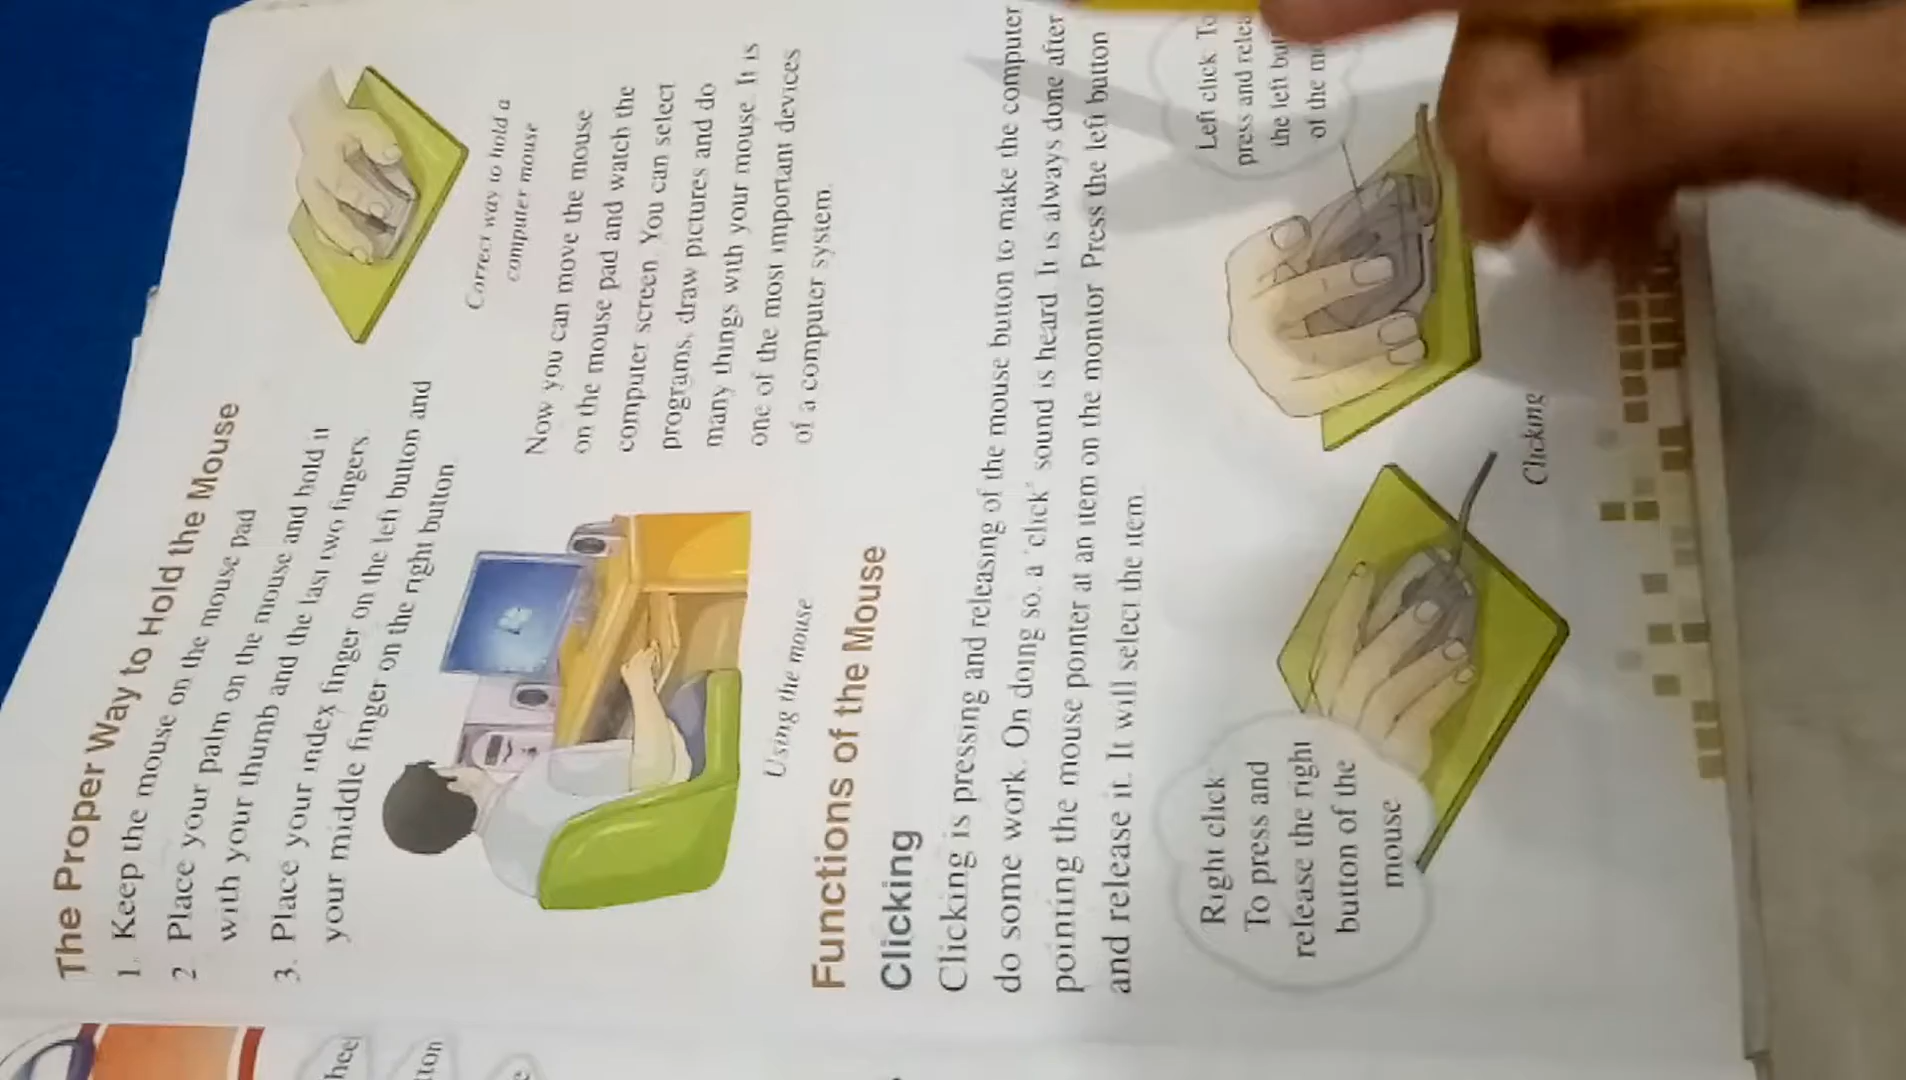 The Proper Way to Hold the Mouse
1. Keep the mouse on the mouse pad
2 Place your palm on the mouse and hold it
with your thumb and the last two fingers.
3. Place your index finger on the left button and
your middle finger on the right button
Correct way to hold a
computer mouse
Now you can move the mouse
on the mouse pad and watch the
computer screen. You can select
programs, draw pictures and do
many things with your mouse. It is
one of the most important devices
of a computer system.
Using the mouse
Functions of the Mouse
Clicking
Clicking is pressing and releasing of the mouse button to make the computer
do some work. On doing so, a 'click' sound is heard. It is always done after
pointing the mouse pointer at an item on the monitor. Press the left button
and release it. It will select the item.
Right click
To press and
release the right
button of the
mouse
Left click: To
press and
the left
of the
Clicking